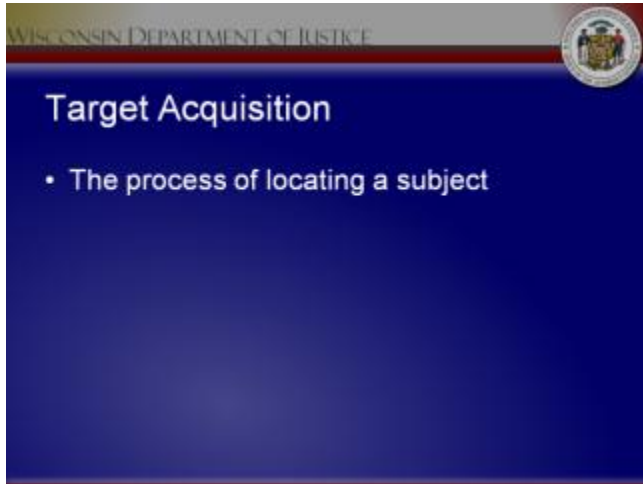 WISCONSIN DEPARTMENT OF JUSTICE
Target Acquisition
• The process of locating a subject